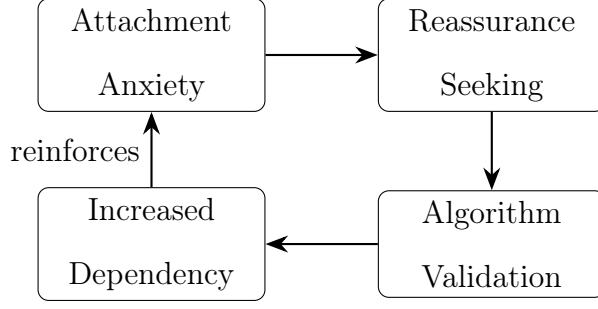 Attachment
Anxiety
Reassurance
Seeking
reinforces
Increased
Dependency
Algorithm
Validation